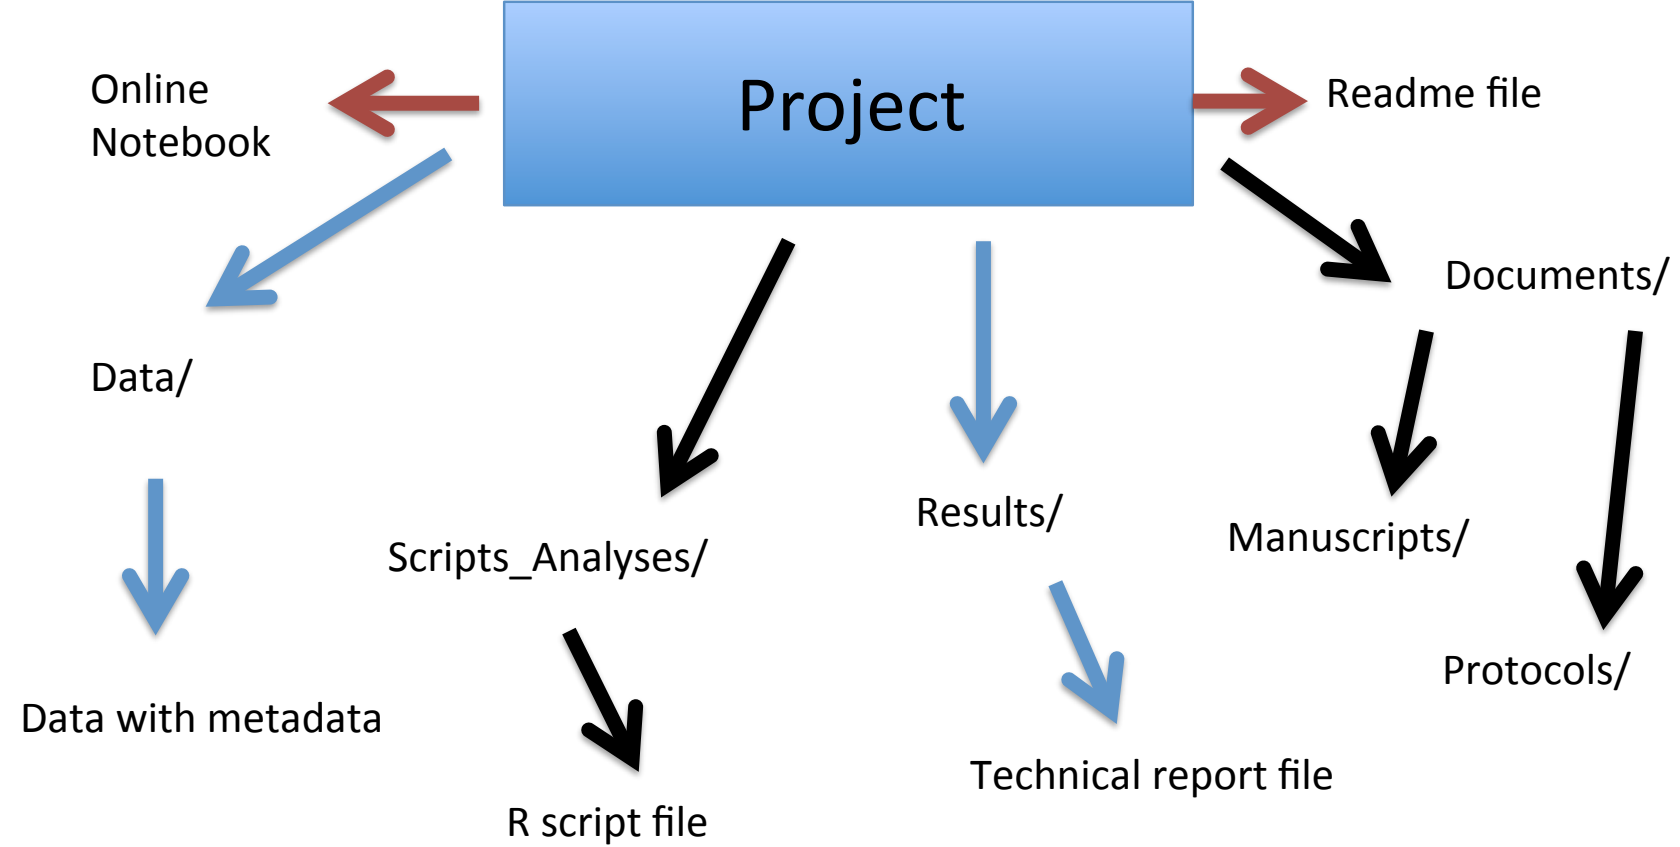 Project
Online
Notebook
Readme file
Documents/
Data/
Results/
Manuscripts/
Scripts_Analyses/
Protocols/
Data with metadata
Technical report file
R script file